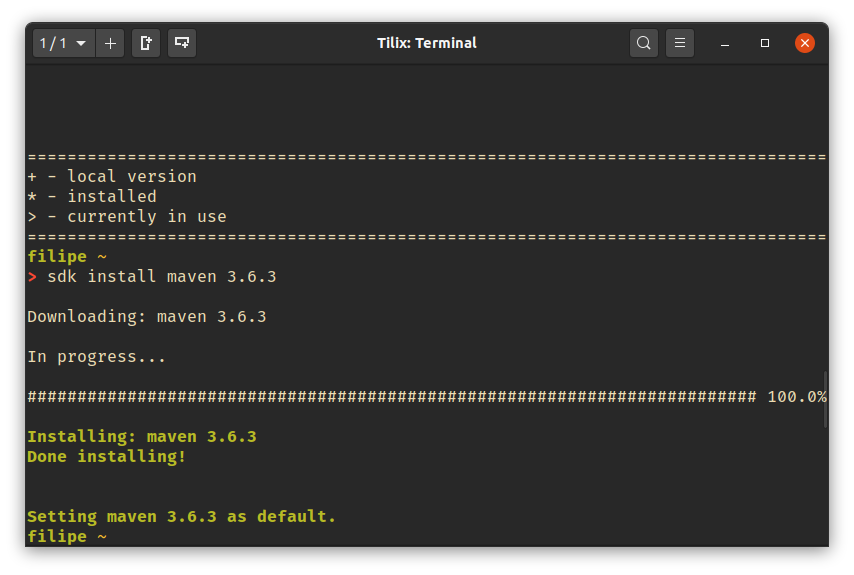 1 / 1
Tilix: Terminal
================================================================================
+ - local version
* - installed
> - currently in use
================================================================================
filipe ~
> sdk install maven 3.6.3
Downloading: maven 3.6.3
In progress...
######################################################################### 100.0%
Installing: maven 3.6.3
Done installing!
Setting maven 3.6.3 as default.
filipe ~